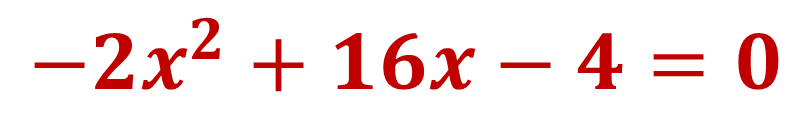 −2x² + 16x − 4 = 0